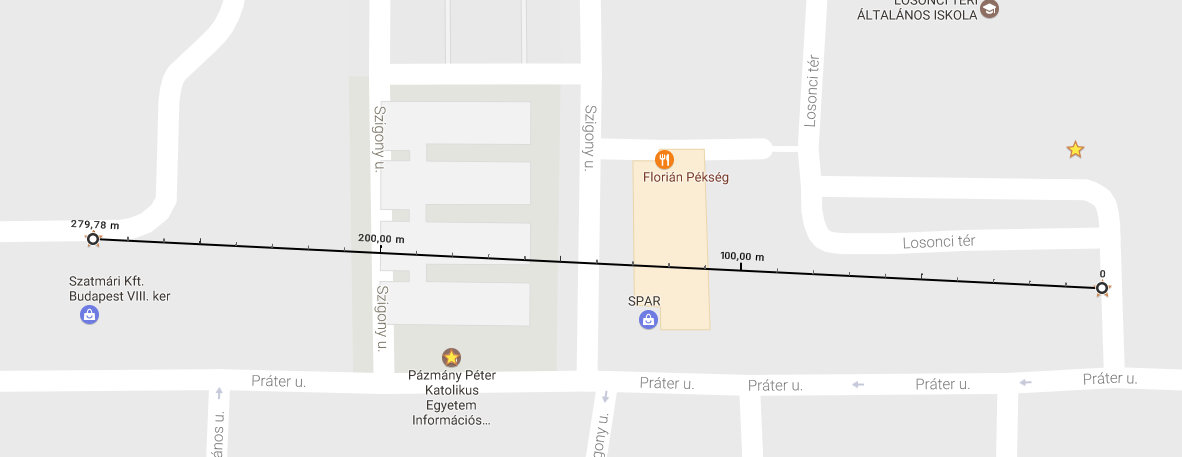 LOSONCI TÉRI
ÁLTALÁNOS ISKOLA
Szigony u.
Szigony u.
Losonci tér
Florián Pékség
279,78 m
200,00 m
100,00 m
Losonci tér
0
Szatmári Kft.
Budapest VIII. ker
Szigony u.
SPAR
Práter u.
Pázmány Péter
Katolikus
Egyetem
Információs...
Práter u.
Práter u.
Práter u.
Práter u.